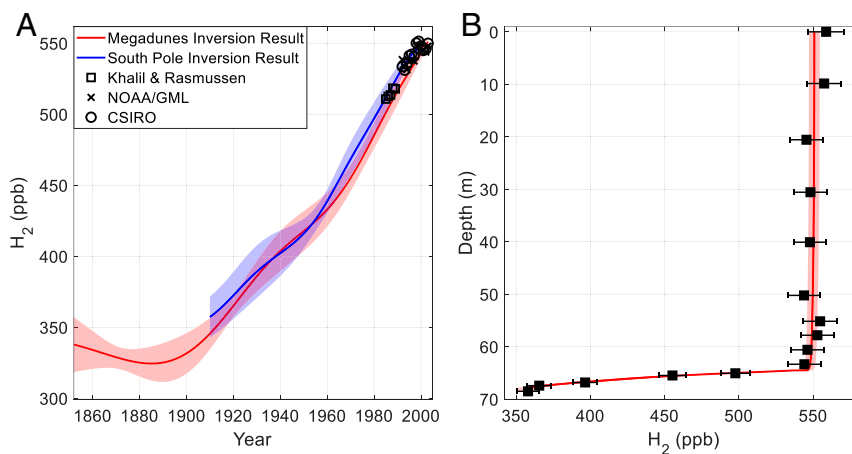 A
Megadunes Inversion Result
South Pole Inversion Result
Khalil & Rasmussen
NOAA/GML
CSIRO
550
500
450
400
350
300
H2 (ppb)
1860 1880 1900 1920 1940 1960 1980 2000
Year
B
0
10
20
30
40
50
60
70
Depth (m)
350 400 450 500 550
H2 (ppb)